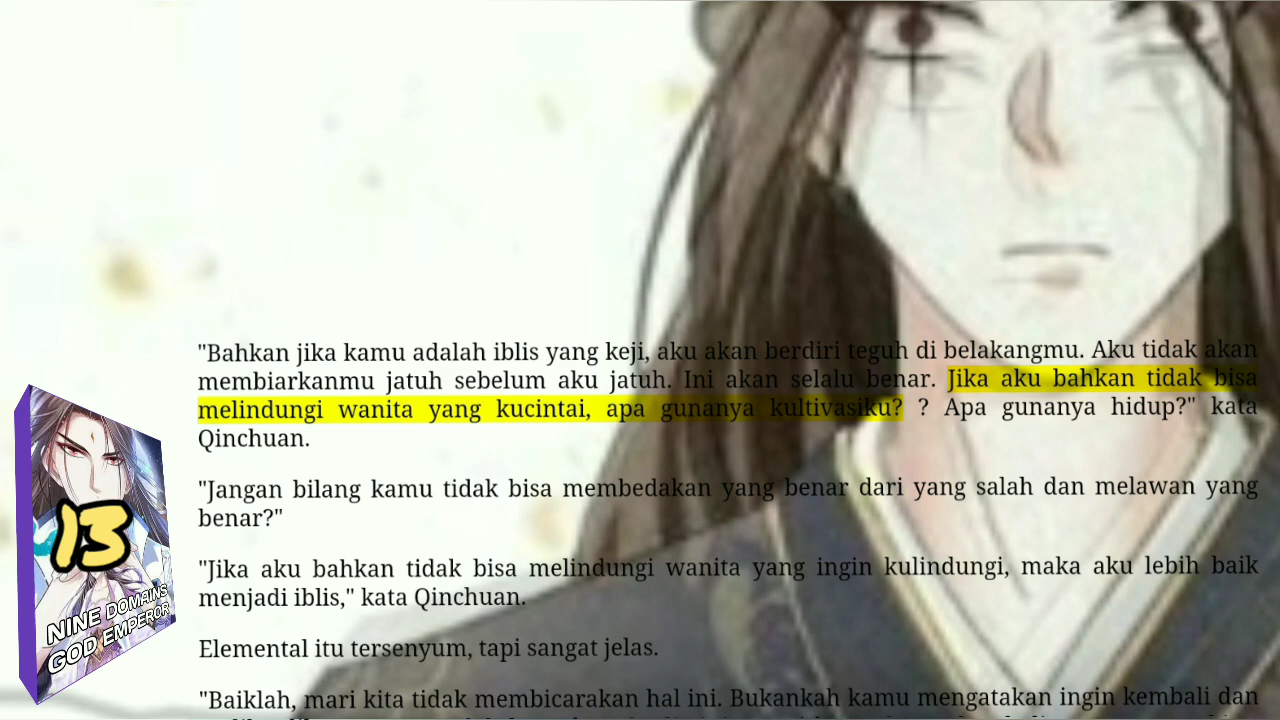 "Bahkan jika kamu adalah iblis yang keji, aku akan berdiri teguh di belakangmu. Aku tidak akan
membiarkanmu jatuh sebelum aku jatuh. Ini akan selalu benar. Jika aku bahkan tidak bisa
melindungi wanita yang kucintai, apa gunanya kultivasiku? ? Apa gunanya hidup?" kata
Qinchuan.
"Jangan bilang kamu tidak bisa membedakan yang benar dari yang salah dan melawan yang
benar?"
"Jika aku bahkan tidak bisa melindungi wanita yang ingin kulindungi, maka aku lebih baik
menjadi iblis," kata Qinchuan.
Elemental itu tersenyum, tapi sangat jelas.
"Baiklah, mari kita tidak membicarakan hal ini. Bukankah kamu mengatakan ingin kembali dan
13
NINE DOMAINS
GOD EMPEROR